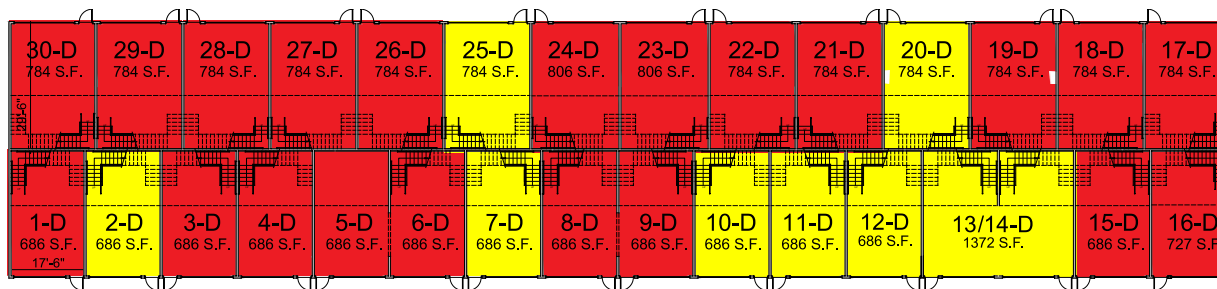 30-D 29-D 28-D 27-D 26-D 25-D 24-D 23-D 22-D 21-D 20-D 19-D 18-D 17-D
784 S.F. 784 S.F. 784 S.F. 784 S.F. 784 S.F. 784 S.F. 806 S.F. 806 S.F. 784 S.F. 784 S.F. 784 S.F. 784 S.F. 784 S.F. 784 S.F.
29'-6"
1-D 2-D 3-D 4-D 5-D 6-D 7-D 8-D 9-D 10-D 11-D 12-D 13/14-D 15-D 16-D
686 S.F. 686 S.F. 686 S.F. 686 S.F. 686 S.F. 686 S.F. 686 S.F. 686 S.F. 686 S.F. 686 S.F. 686 S.F. 686 S.F. 1372 S.F. 686 S.F. 727 S.F.
17'-6"